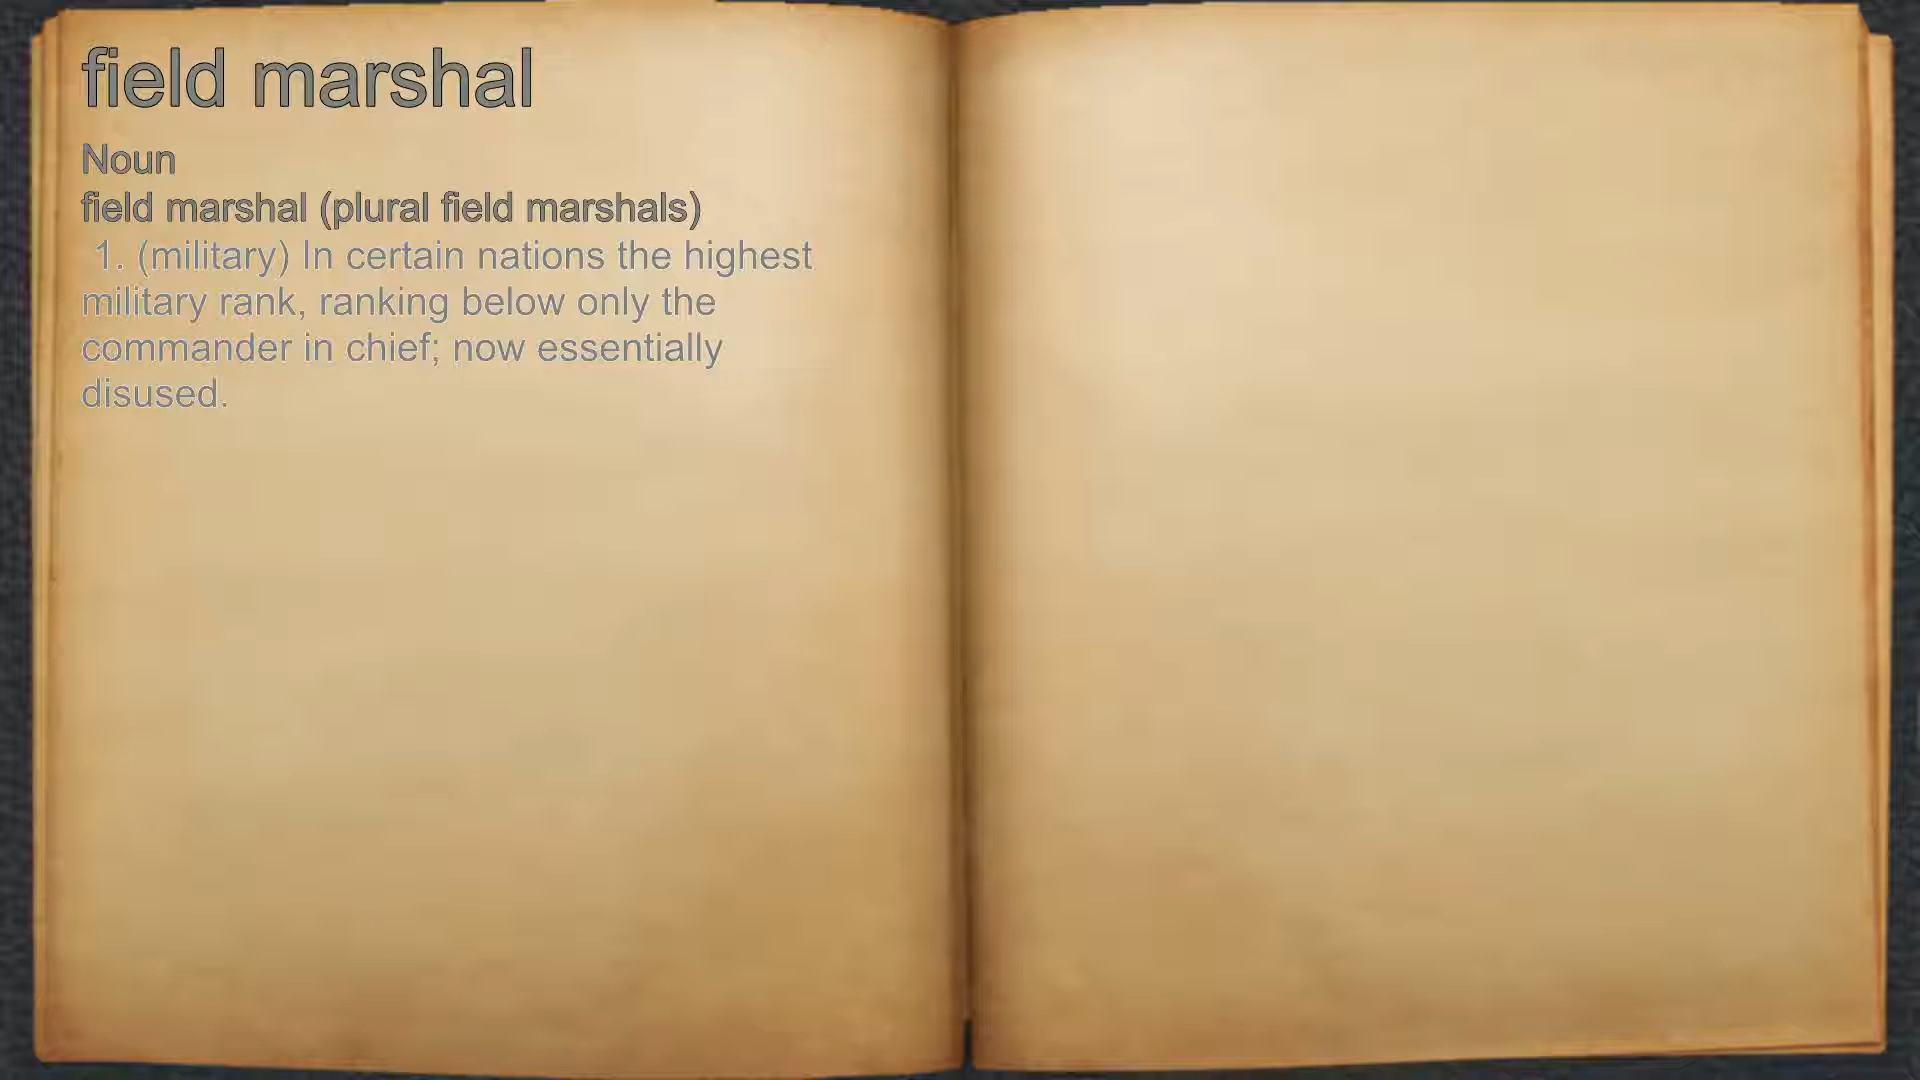 field marshal
Noun
field marshal (plural field marshals)
1. (military) In certain nations the highest
military rank, ranking below only the
commander in chief; now essentially
disused.